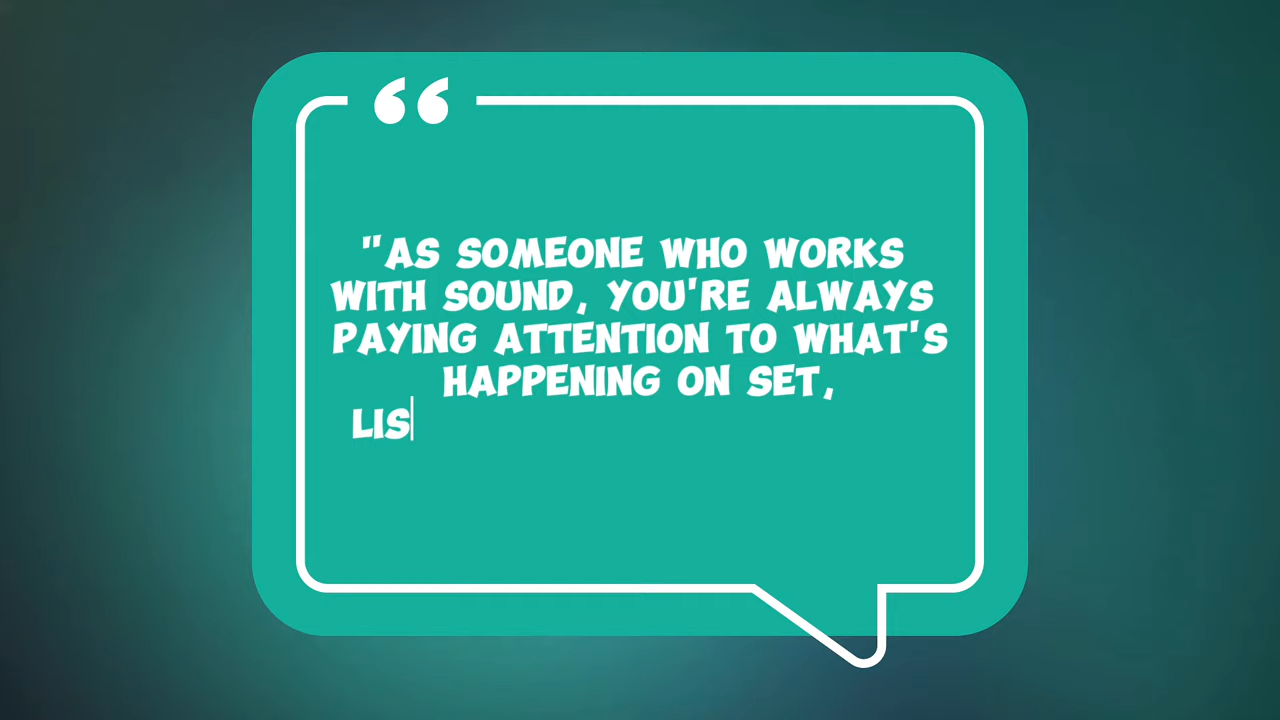 "AS SOMEONE WHO WORKS
WITH SOUND, YOU'RE ALWAYS
PAYING ATTENTION TO WHAT'S
HAPPENING ON SET,
LIS